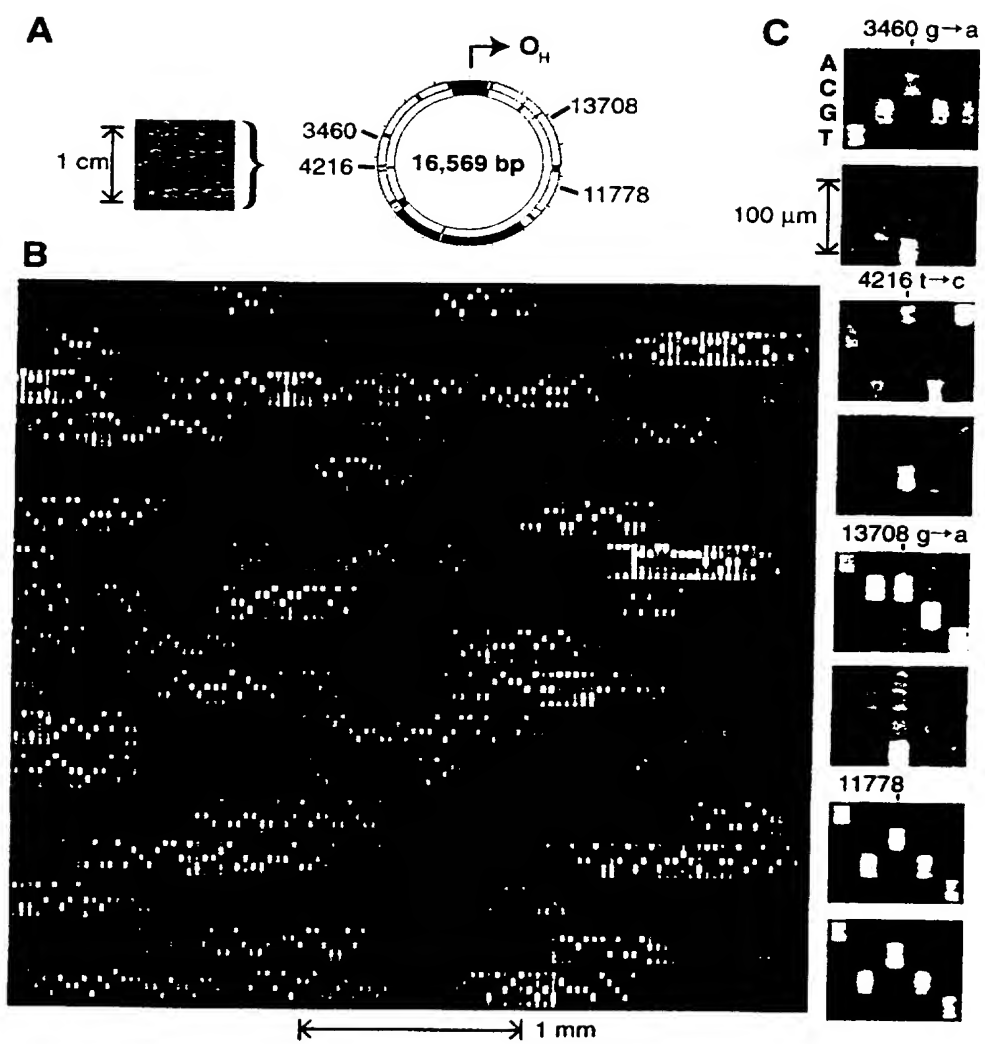 A
O_H
13708
3460
4216
16,569 bp
11778
1 cm
B
1 mm
C
3460 g→a
A
C
G
T
100 μm
4216 t→c
13708 g→a
11778